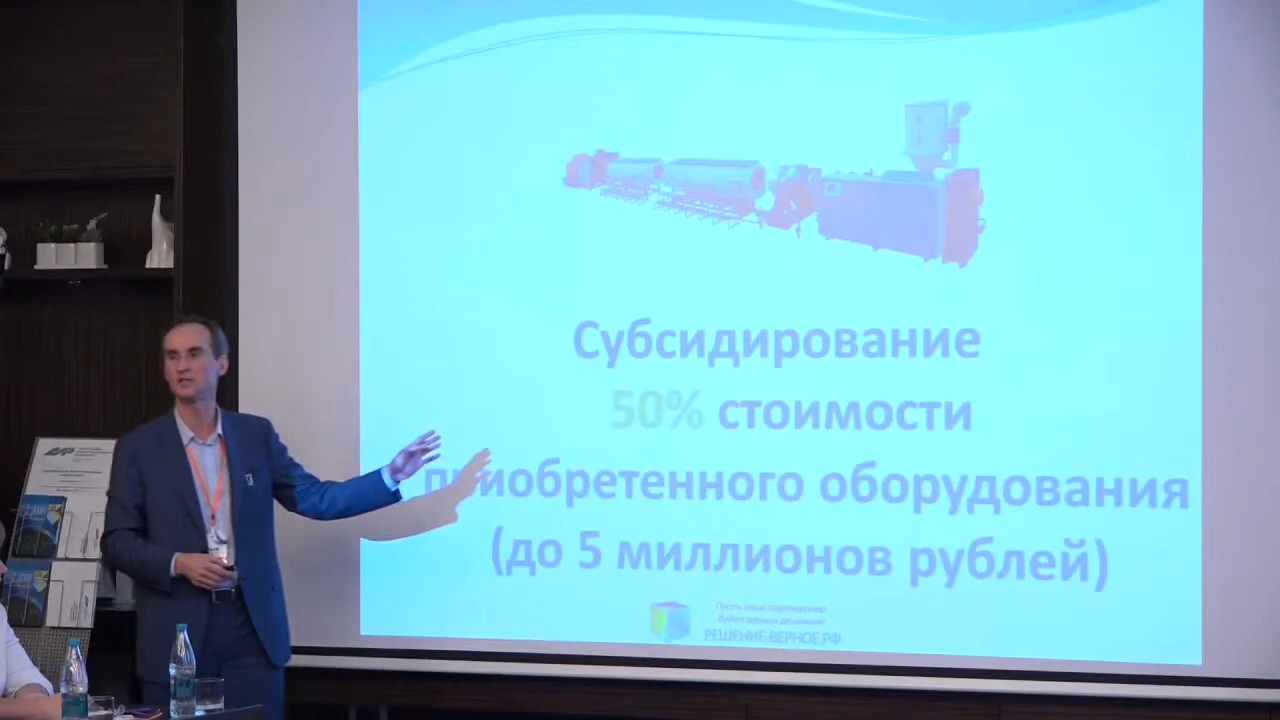 Субсидирование
50% стоимости
приобретенного оборудования
(до 5 миллионов рублей)
РЕШЕНИЕ-ВЕРНОЕ.РФ